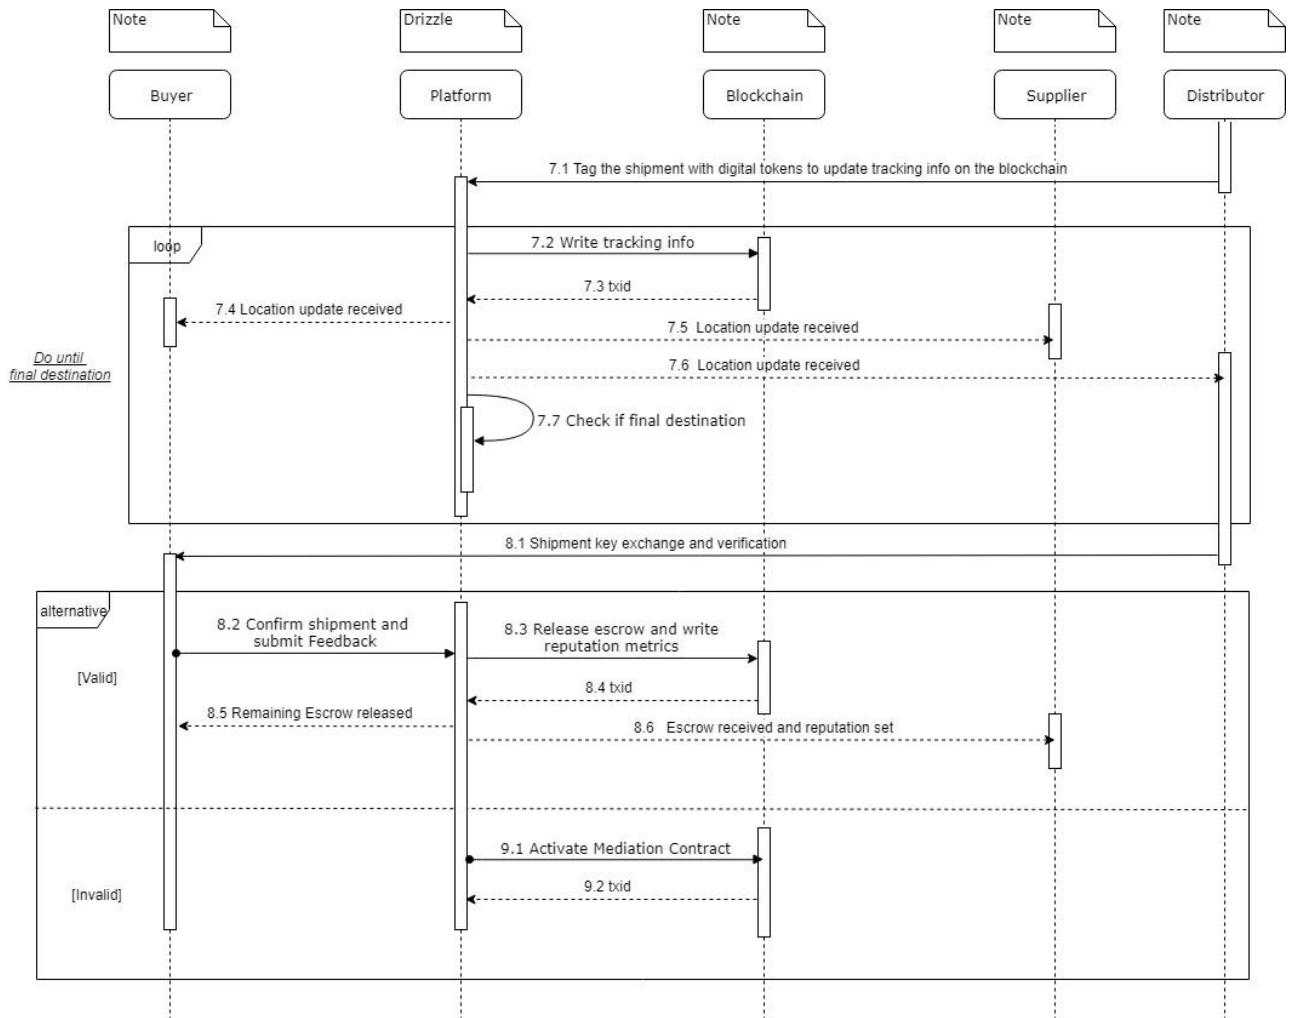 Note
Drizzle
Note
Note
Note
Buyer
Platform
Blockchain
Supplier
Distributor
7.1 Tag the shipment with digital tokens to update tracking info on the blockchain
loop
7.2 Write tracking info
7.3 txid
7.4 Location update received
7.5 Location update received
Do until
final destination
7.6 Location update received
7.7 Check if final destination
8.1 Shipment key exchange and verification
alternative
8.2 Confirm shipment and
submit Feedback
8.3 Release escrow and write
reputation metrics
[Valid]
8.4 txid
8.5 Remaining Escrow released
8.6 Escrow received and reputation set
9.1 Activate Mediation Contract
9.2 txid
[Invalid]